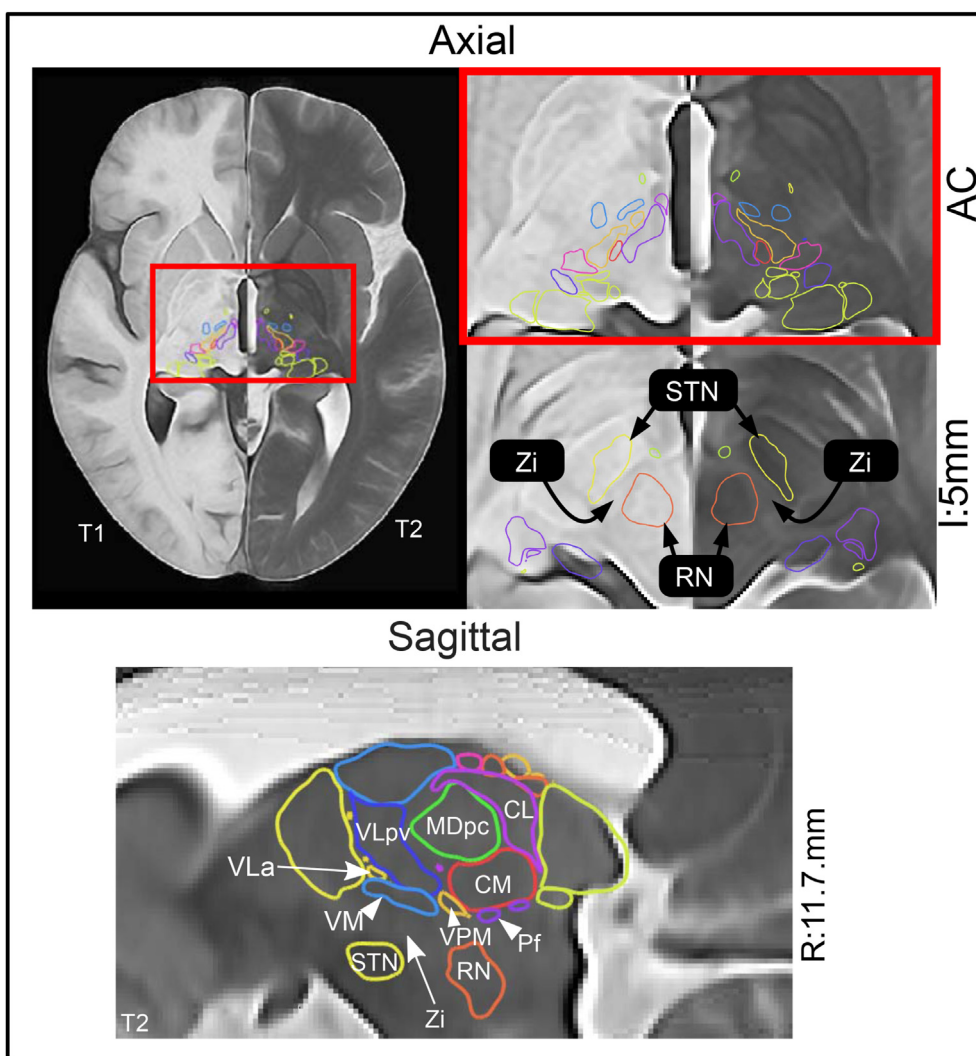 Axial
T1
T2
AC
STN
Zi
Zi
RN
I:5mm
Sagittal
VLpv
MDpc
CL
VLa
CM
VM
VPM
Pf
STN
RN
Zi
T2
R:11.7.mm